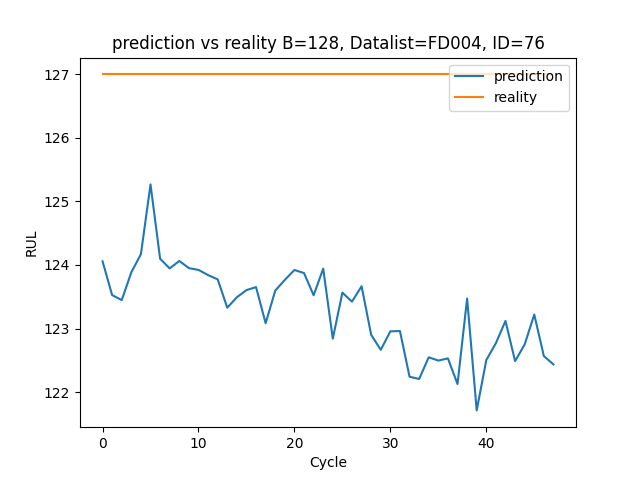 prediction vs reality B=128, Datalist=FD004, ID=76
127
126
125
124
123
122
RUL
prediction
reality
0
10
20
30
40
Cycle